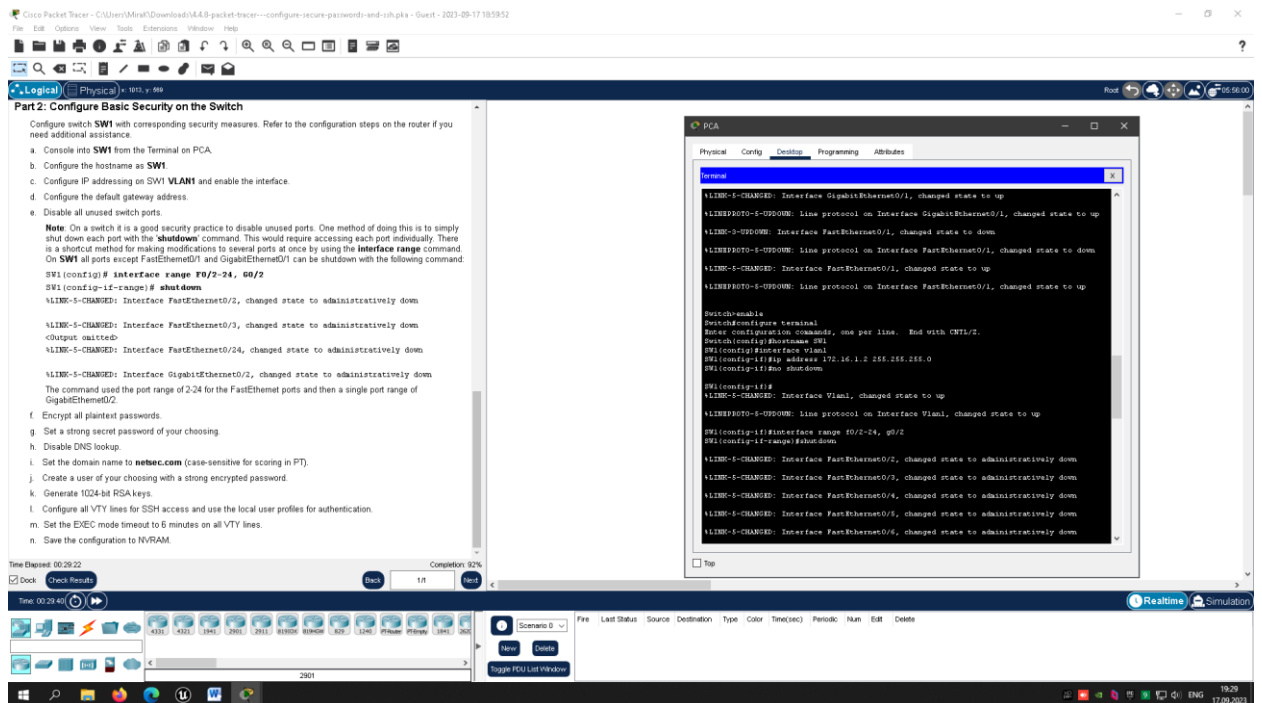 Cisco Packet Tracer - C:\Users\Mirak\Downloads\4.4.8-packet-tracer---configure-secure-passwords-and-ssh.pka - Guest - 2023-09-17 18:59:52
File Edit Options View Tools Extensions Window Help
?
Logical Physical x: 1013, y: 569
Root
05:56:00
Part 2: Configure Basic Security on the Switch
Configure switch SW1 with corresponding security measures. Refer to the configuration steps on the router if you
need additional assistance.
a. Console into SW1 from the Terminal on PCA.
b. Configure the hostname as SW1
c. Configure IP addressing on SW1 VLAN1 and enable the interface.
d. Configure the default gateway address.
e. Disable all unused switch ports.
Note: On a switch it is a good security practice to disable unused ports. One method of doing this is to simply
shut down each port with the 'shutdown' command. This would require accessing each port individually. There
is a shortcut method for making modifications to several ports at once by using the interface range command.
On SW1 all ports except FastEthernet0/1 and GigabitEthernet0/1 can be shutdown with the following command:
SW1(config)# interface range F0/2-24, G0/2
SW1(config-if-range)# shutdown
%LINK-5-CHANGED: Interface FastEthernet0/2, changed state to administratively down
%LINK-5-CHANGED: Interface FastEthernet0/3, changed state to administratively down
<Output omitted>
%LINK-5-CHANGED: Interface FastEthernet0/24, changed state to administratively down
%LINK-5-CHANGED: Interface GigabitEthernet0/2, changed state to administratively down
The command used the port range of 2-24 for the FastEthernet ports and then a single port range of
GigabitEthernet0/2.
f. Encrypt all plaintext passwords.
g. Set a strong secret password of your choosing.
h. Disable DNS lookup.
i. Set the domain name to netsec.com (case-sensitive for scoring in PT).
j. Create a user of your choosing with a strong encrypted password.
k. Generate 1024-bit RSA keys.
l. Configure all VTY lines for SSH access and use the local user profiles for authentication.
m. Set the EXEC mode timeout to 6 minutes on all VTY lines.
n. Save the configuration to NVRAM.
Time Elapsed: 00:29:22 Completion: 92%
Dock Check Results Back 1/1 Next
PCA
Physical Config Desktop Programming Attributes
Terminal X
%LINK-5-CHANGED: Interface GigabitEthernet0/1, changed state to up
%LINEPROTO-5-UPDOWN: Line protocol on Interface GigabitEthernet0/1, changed state to up
%LINK-3-UPDOWN: Interface FastEthernet0/1, changed state to down
%LINEPROTO-5-UPDOWN: Line protocol on Interface FastEthernet0/1, changed state to down
%LINK-5-CHANGED: Interface FastEthernet0/1, changed state to up
%LINEPROTO-5-UPDOWN: Line protocol on Interface FastEthernet0/1, changed state to up
Switch>enable
Switch#configure terminal
Enter configuration commands, one per line. End with CNTL/Z.
Switch(config)#hostname SW1
SW1(config)#interface vlan1
SW1(config-if)#ip address 172.16.1.2 255.255.255.0
SW1(config-if)#no shutdown
SW1(config-if)#
%LINK-5-CHANGED: Interface Vlan1, changed state to up
%LINEPROTO-5-UPDOWN: Line protocol on Interface Vlan1, changed state to up
SW1(config-if)#interface range f0/2-24, g0/2
SW1(config-if-range)#shutdown
%LINK-5-CHANGED: Interface FastEthernet0/2, changed state to administratively down
%LINK-5-CHANGED: Interface FastEthernet0/3, changed state to administratively down
%LINK-5-CHANGED: Interface FastEthernet0/4, changed state to administratively down
%LINK-5-CHANGED: Interface FastEthernet0/5, changed state to administratively down
%LINK-5-CHANGED: Interface FastEthernet0/6, changed state to administratively down
Top
Time: 00:29:40
Realtime Simulation
4331 4321 1941 2901 2911 819IOX 819HGW 829 1240 PT-Router PT-Empty 1841
2901
Scenario 0
New Delete
Toggle PDU List Window
Fire Last Status Source Destination Type Color Time(sec) Periodic Num Edit Delete
ENG
19:29
17.09.2023